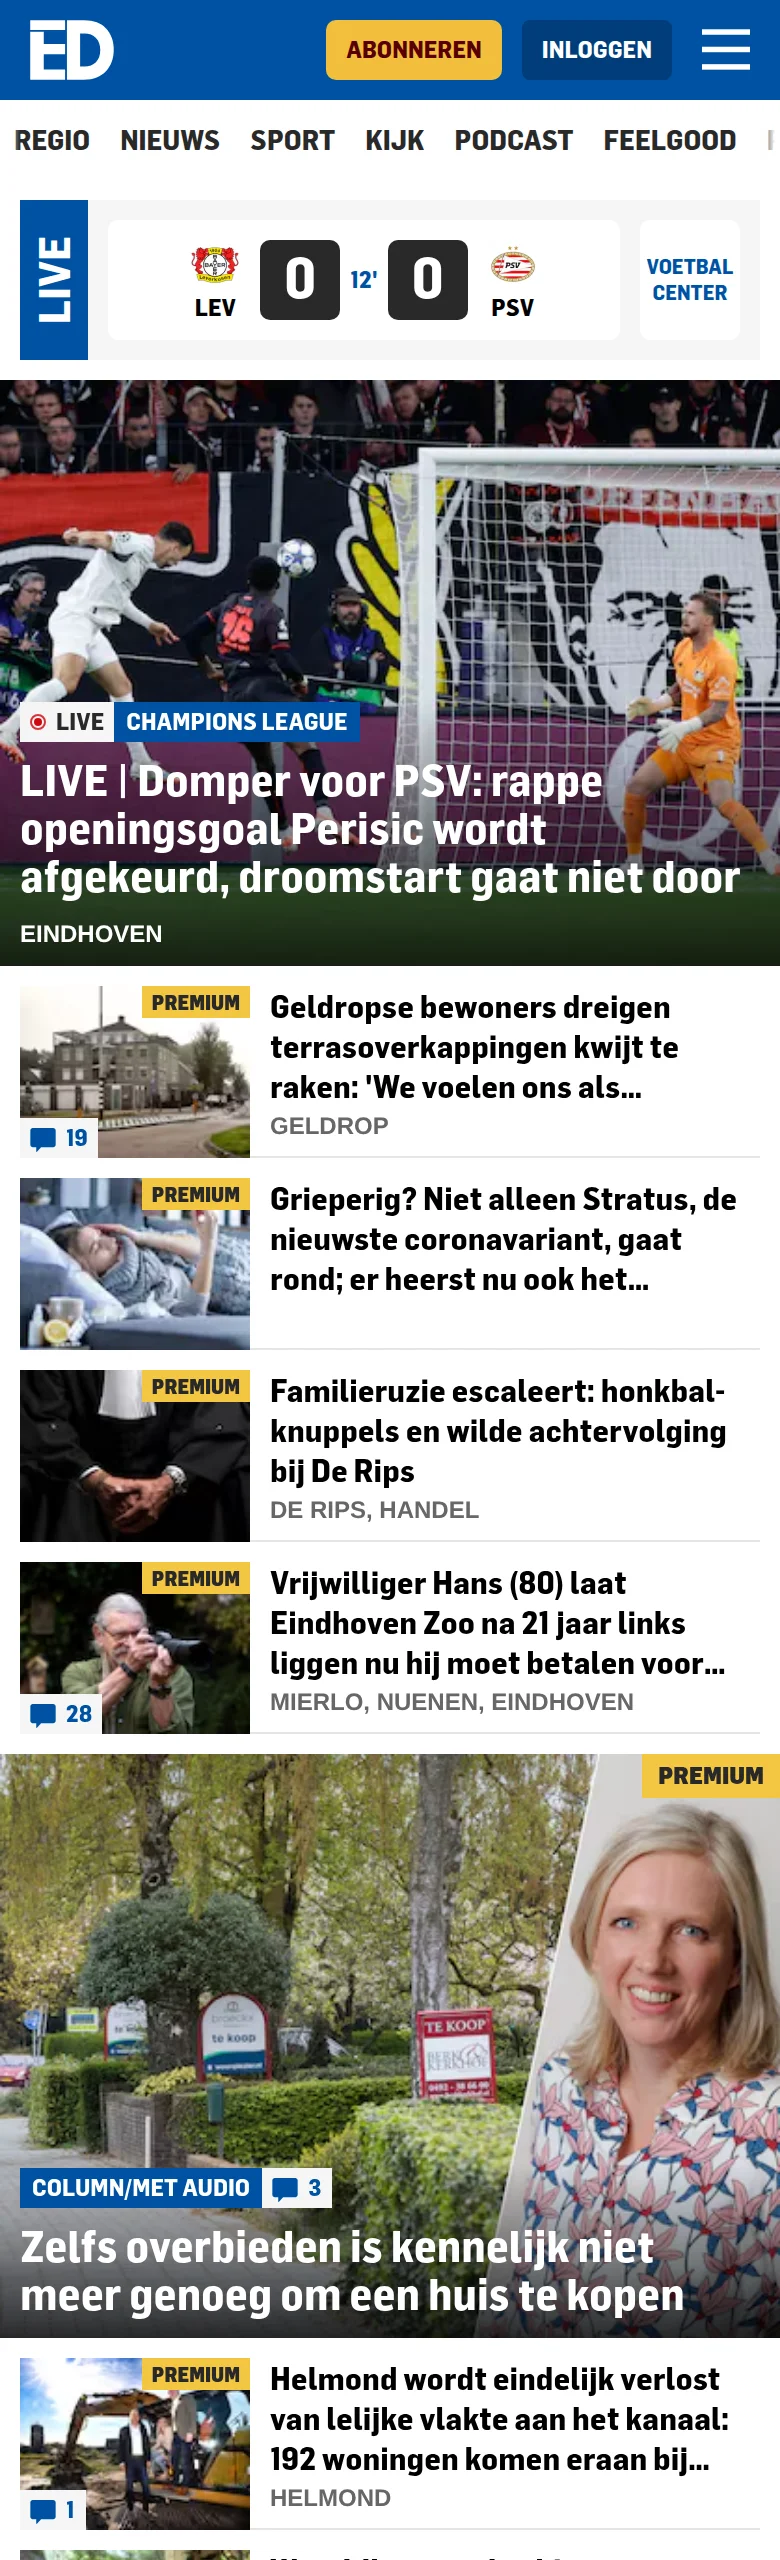 ED
ABONNEREN
INLOGGEN
REGIO NIEUWS SPORT KIJK PODCAST FEELGOOD
LIVE
LEV
0
12'
0
PSV
PSV
VOETBAL
CENTER
LIVE
CHAMPIONS LEAGUE
LIVE | Domper voor PSV: rappe
openingsgoal Perisic wordt
afgekeurd, droomstart gaat niet door
EINDHOVEN
PREMIUM
19
Geldropse bewoners dreigen
terrasoverkappingen kwijt te
raken: 'We voelen ons als...
GELDROP
PREMIUM
Grieperig? Niet alleen Stratus, de
nieuwste coronavariant, gaat
rond; er heerst nu ook het...
PREMIUM
Familieruzie escaleert: honkbal-
knuppels en wilde achtervolging
bij De Rips
DE RIPS, HANDEL
PREMIUM
28
Vrijwilliger Hans (80) laat
Eindhoven Zoo na 21 jaar links
liggen nu hij moet betalen voor...
MIERLO, NUENEN, EINDHOVEN
PREMIUM
te koop
TE KOOP
COLUMN/MET AUDIO
3
Zelfs overbieden is kennelijk niet
meer genoeg om een huis te kopen
PREMIUM
1
Helmond wordt eindelijk verlost
van lelijke vlakte aan het kanaal:
192 woningen komen eraan bij...
HELMOND